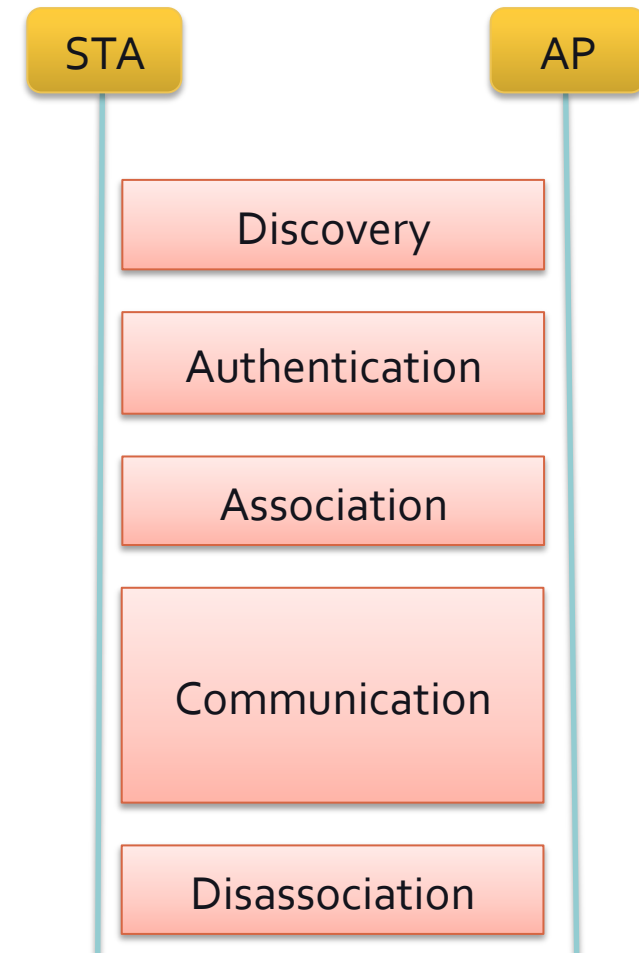 STA
AP
Discovery
Authentication
Association
Communication
Disassociation